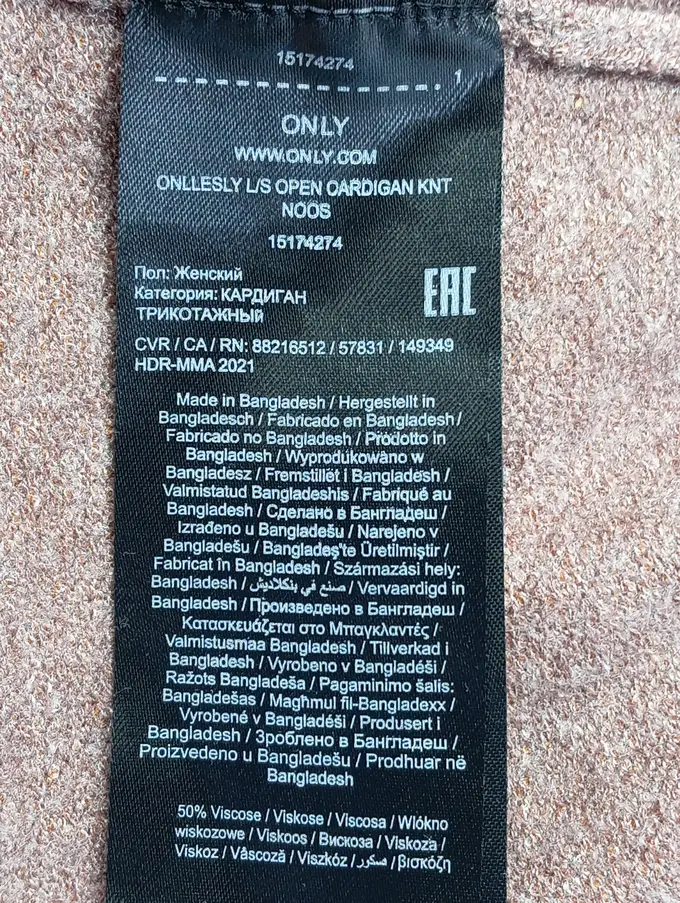 15174274
1
ONLY
WWW.ONLY.COM
ONLLESLY L/S OPEN CARDIGAN KNT
NOOS
15174274
Пол: Женский
Категория: КАРДИГАН
ТРИКОТАЖНЫЙ
EAC
CVR / CA / RN: 88216512 / 57831 / 149349
HDR-MMA 2021
Made in Bangladesh / Hergestellt in
Bangladesch / Fabricado en Bangladesh /
Fabricado no Bangladesh / Prodotto in
Bangladesh / Wyprodukowano w
Bangladesz / Fremstillet i Bangladesh /
Valmistatud Bangladeshis / Fabriqué au
Bangladesh / Сделано в Бангладеш /
Izrađeno u Bangladešu / Narejeno v
Bangladešu / Bangladeş'te Üretilmiştir /
Fabricat în Bangladesh / Származási hely:
Bangladesh / صنع في بنكلاديش / Vervaardigd in
Bangladesh / Произведено в Бангладеш /
Κατασκευάζεται στο Μπαγκλαντές /
Valmistusmaa Bangladesh / Tillverkad i
Bangladesh / Vyrobeno v Bangladéši /
Ražots Bangladeša / Pagaminimo šalis:
Bangladešas / Magħmul fil-Bangladexx /
Vyrobené v Bangladéši / Produsert i
Bangladesh / Зроблено в Бангладеш /
Proizvedeno u Bangladešu / Prodhuar në
Bangladesh
50% Viscose / Viskose / Viscosa / Włókno
wiskozowe / Viskoos / Вискоза / Viskoza /
Viskoz / Vâscoză / Viszkóz / فسكوز / βισκόζη